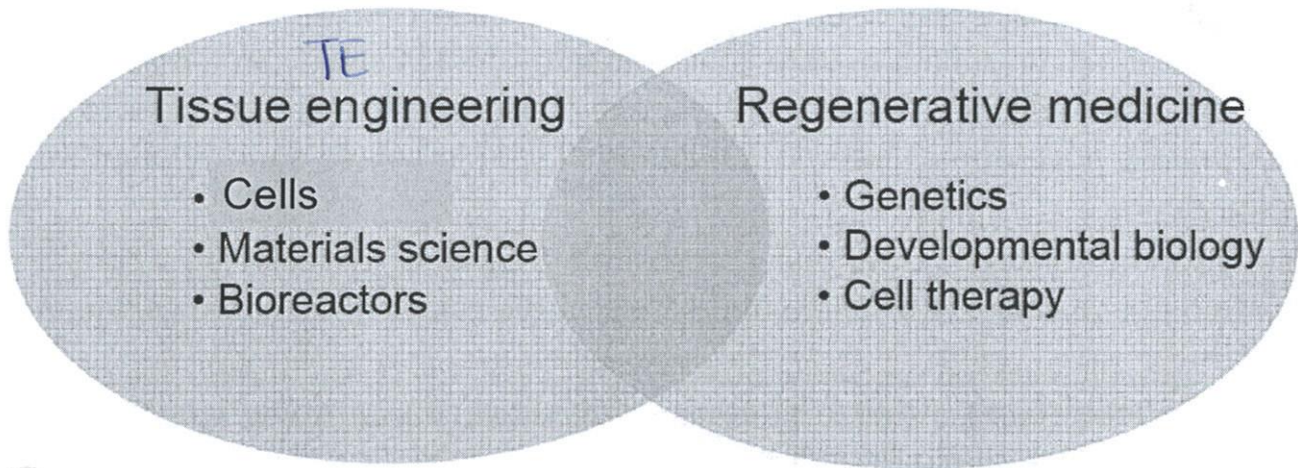 TE
Tissue engineering
• Cells
• Materials science
• Bioreactors
Regenerative medicine
• Genetics
• Developmental biology
• Cell therapy